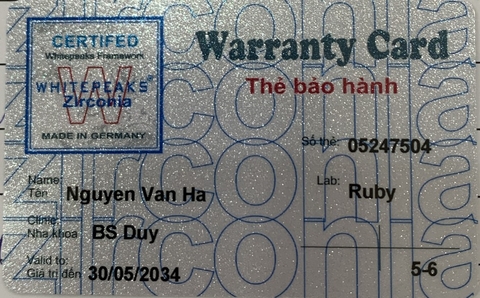 CERTIFED
Whitepeaks Framework
WHITEPEAKS®
Zirconia
MADE IN GERMANY
Warranty Card
Thẻ bảo hành
Số thẻ: 05247504
Name:
Tên Nguyen Van Ha
Lab: Ruby
Clinic:
Nha khoa BS Duy
Valid to:
Giá trị đến 30/05/2034
5-6
zirconia